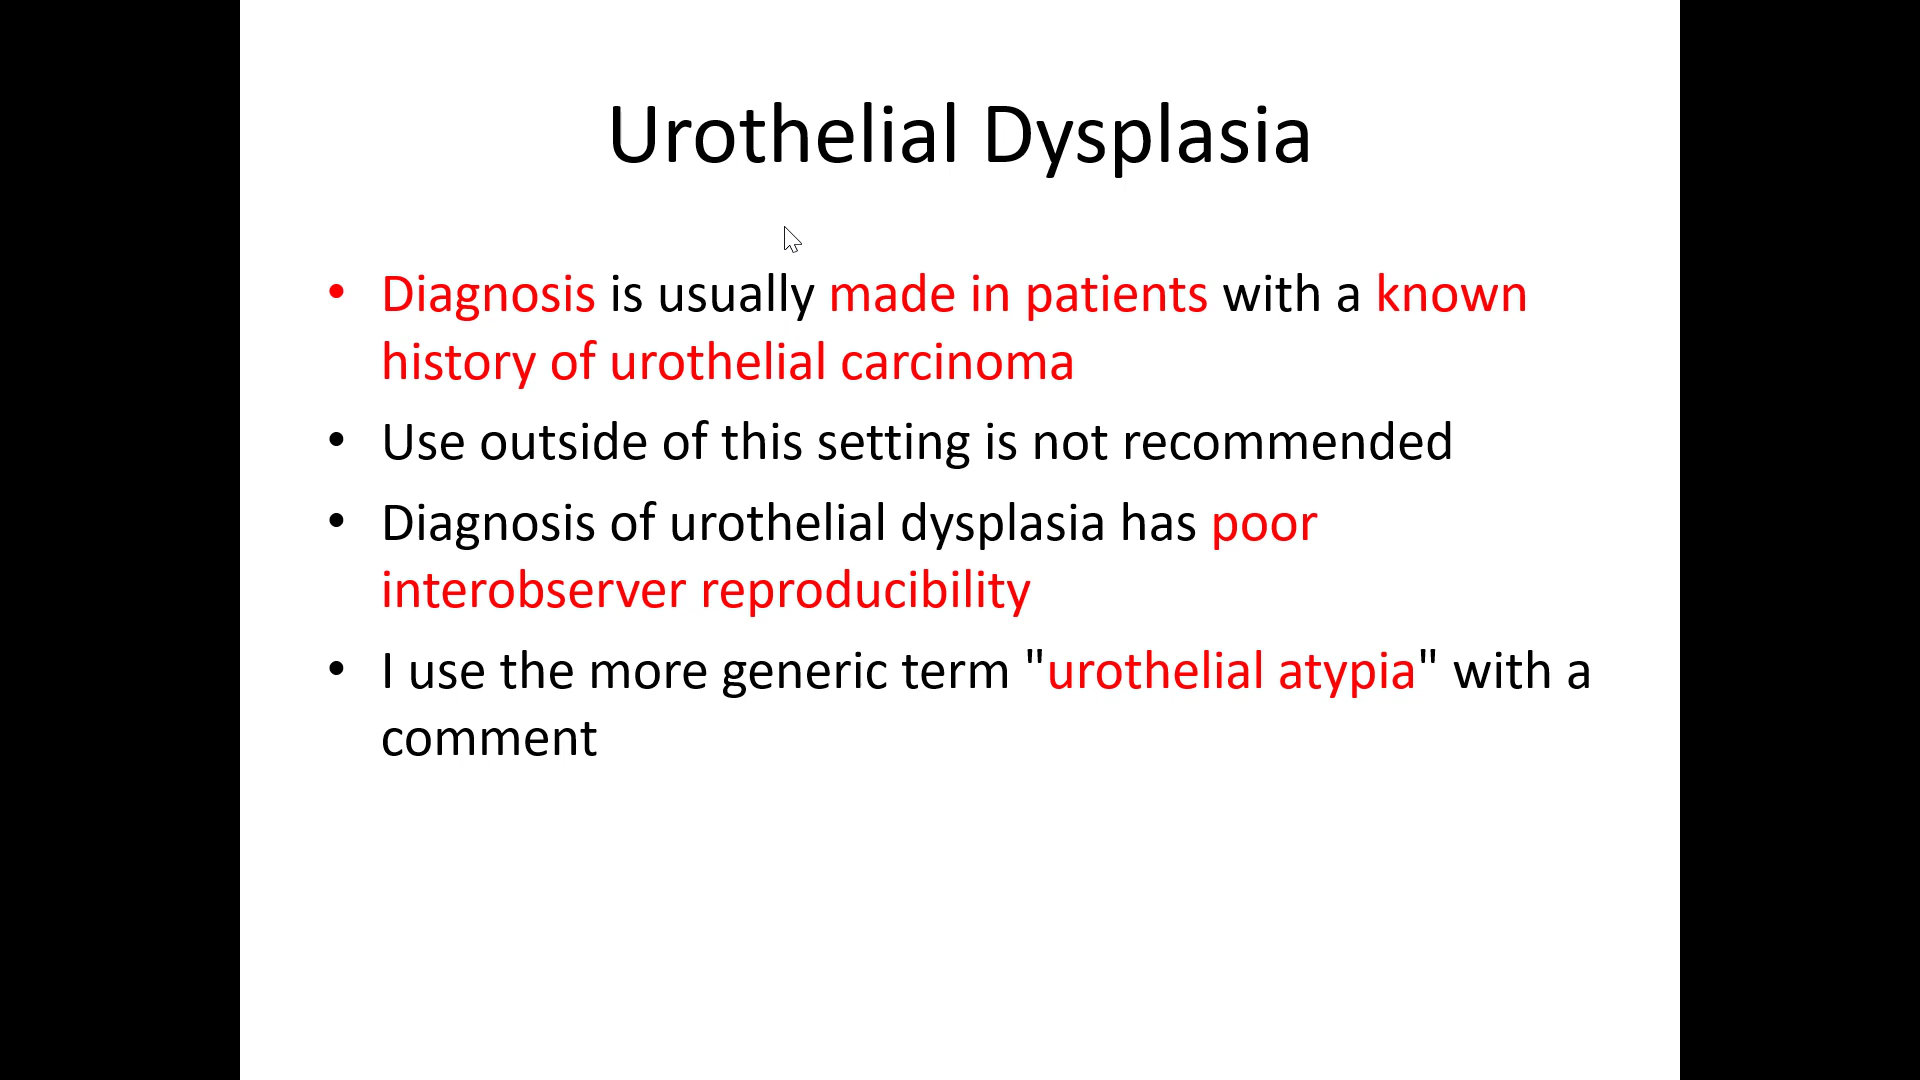 Urothelial Dysplasia
• Diagnosis is usually made in patients with a known
history of urothelial carcinoma
• Use outside of this setting is not recommended
• Diagnosis of urothelial dysplasia has poor
interobserver reproducibility
• I use the more generic term "urothelial atypia" with a
comment